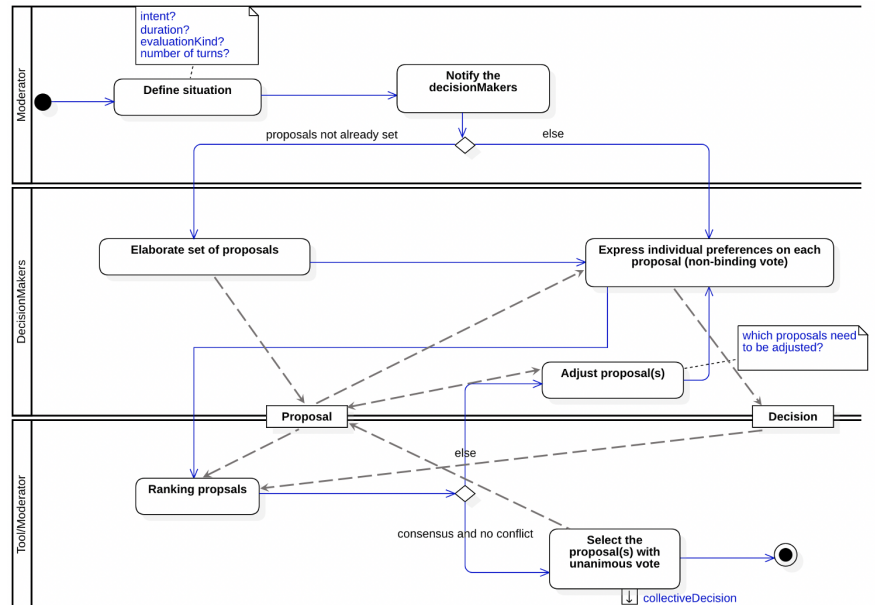 intent?
duration?
evaluationKind?
number of turns?
Moderator
Define situation
Notify the
decisionMakers
proposals not already set
else
DecisionMakers
Elaborate set of proposals
Express individual preferences on each
proposal (non-binding vote)
which proposals need
to be adjusted?
Adjust proposal(s)
Proposal
Decision
Tool/Moderator
else
Ranking propsals
consensus and no conflict
Select the
proposal(s) with
unanimous vote
collectiveDecision